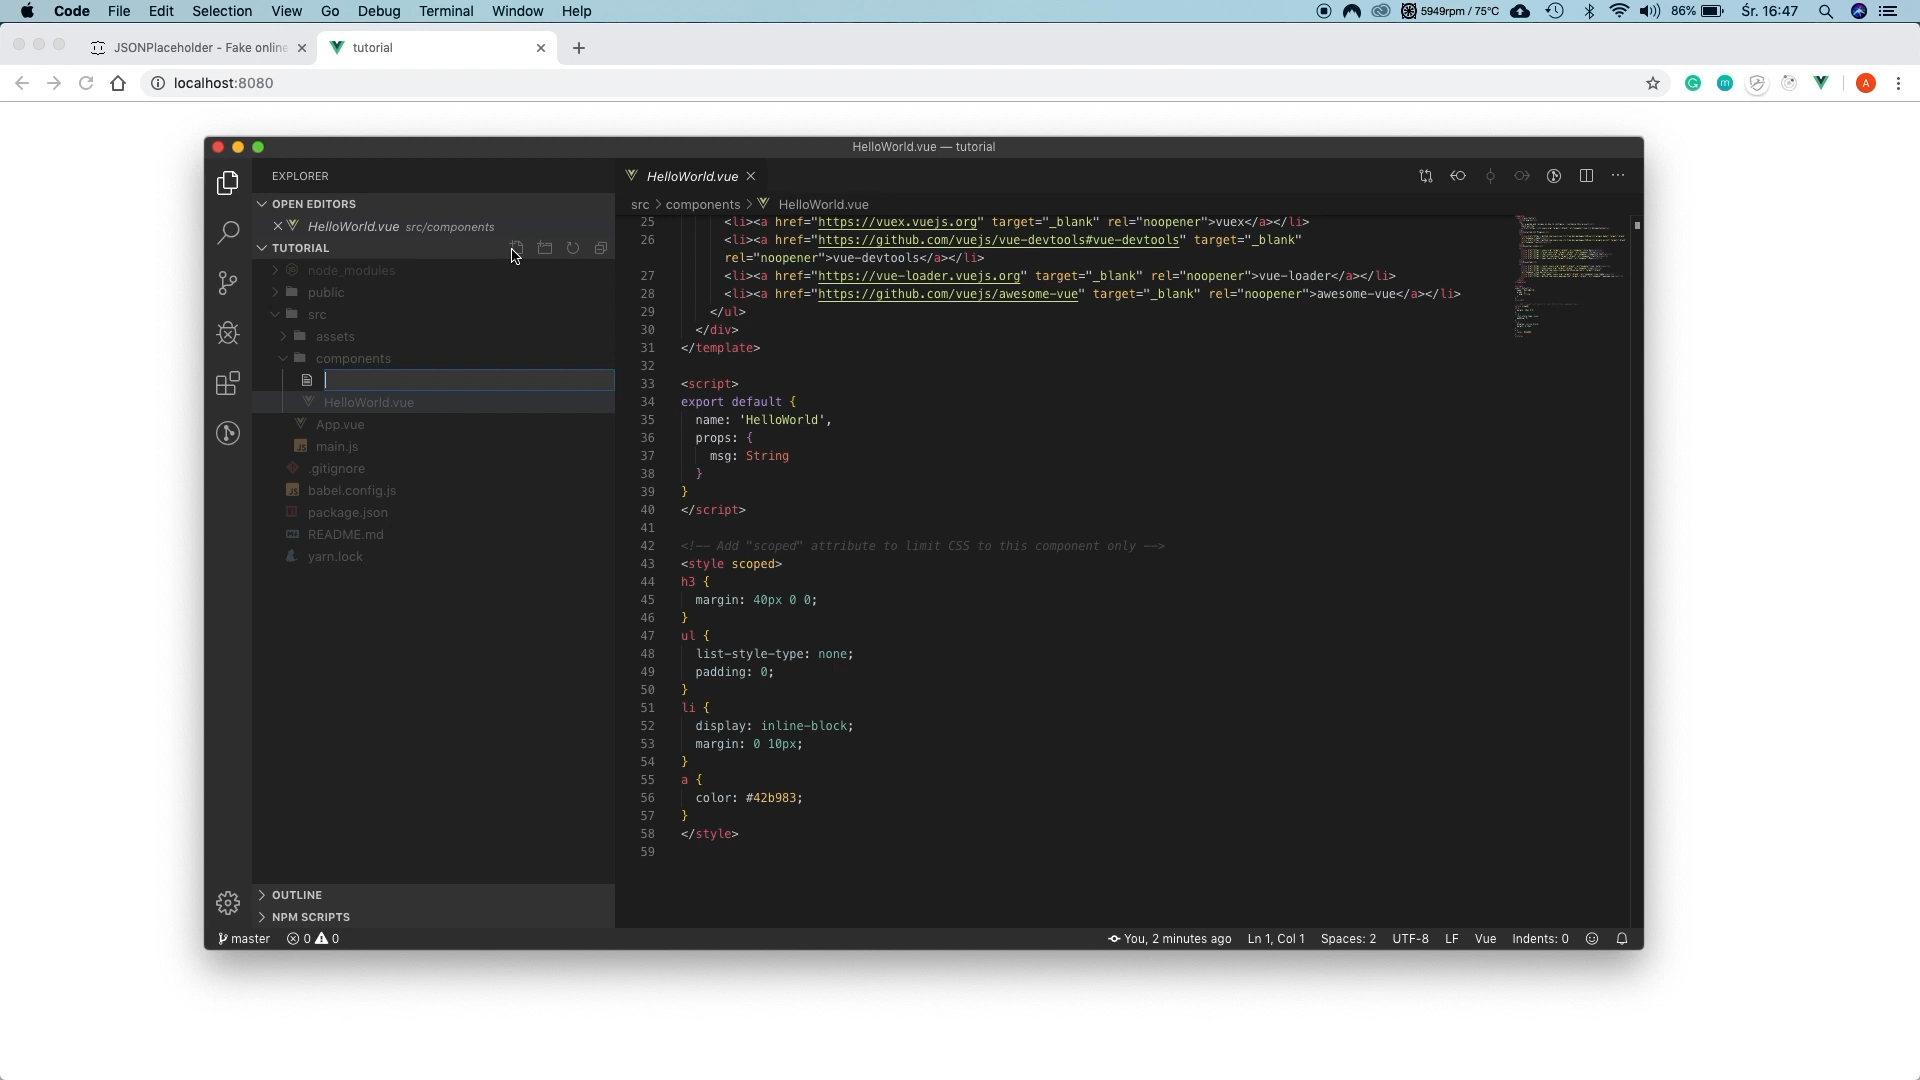 Code File Edit Selection View Go Debug Terminal Window Help 5949rpm / 75°C 86% Śr. 16:47
JSONPlaceholder - Fake online tutorial
localhost:8080
HelloWorld.vue — tutorial
EXPLORER
OPEN EDITORS
HelloWorld.vue src/components
TUTORIAL
node_modules
public
src
assets
components
HelloWorld.vue
App.vue
main.js
.gitignore
babel.config.js
package.json
README.md
yarn.lock
OUTLINE
NPM SCRIPTS
HelloWorld.vue
src > components > HelloWorld.vue
25 <li><a href="https://vuex.vuejs.org" target="_blank" rel="noopener">vuex</a></li>
26 <li><a href="https://github.com/vuejs/vue-devtools#vue-devtools" target="_blank"
rel="noopener">vue-devtools</a></li>
27 <li><a href="https://vue-loader.vuejs.org" target="_blank" rel="noopener">vue-loader</a></li>
28 <li><a href="https://github.com/vuejs/awesome-vue" target="_blank" rel="noopener">awesome-vue</a></li>
29 </ul>
30 </div>
31 </template>
32
33 <script>
34 export default {
35 name: 'HelloWorld',
36 props: {
37 msg: String
38 }
39 }
40 </script>
41
42 <!-- Add "scoped" attribute to limit CSS to this component only -->
43 <style scoped>
44 h3 {
45 margin: 40px 0 0;
46 }
47 ul {
48 list-style-type: none;
49 padding: 0;
50 }
51 li {
52 display: inline-block;
53 margin: 0 10px;
54 }
55 a {
56 color: #42b983;
57 }
58 </style>
59
master 0 0 You, 2 minutes ago Ln 1, Col 1 Spaces: 2 UTF-8 LF Vue Indents: 0